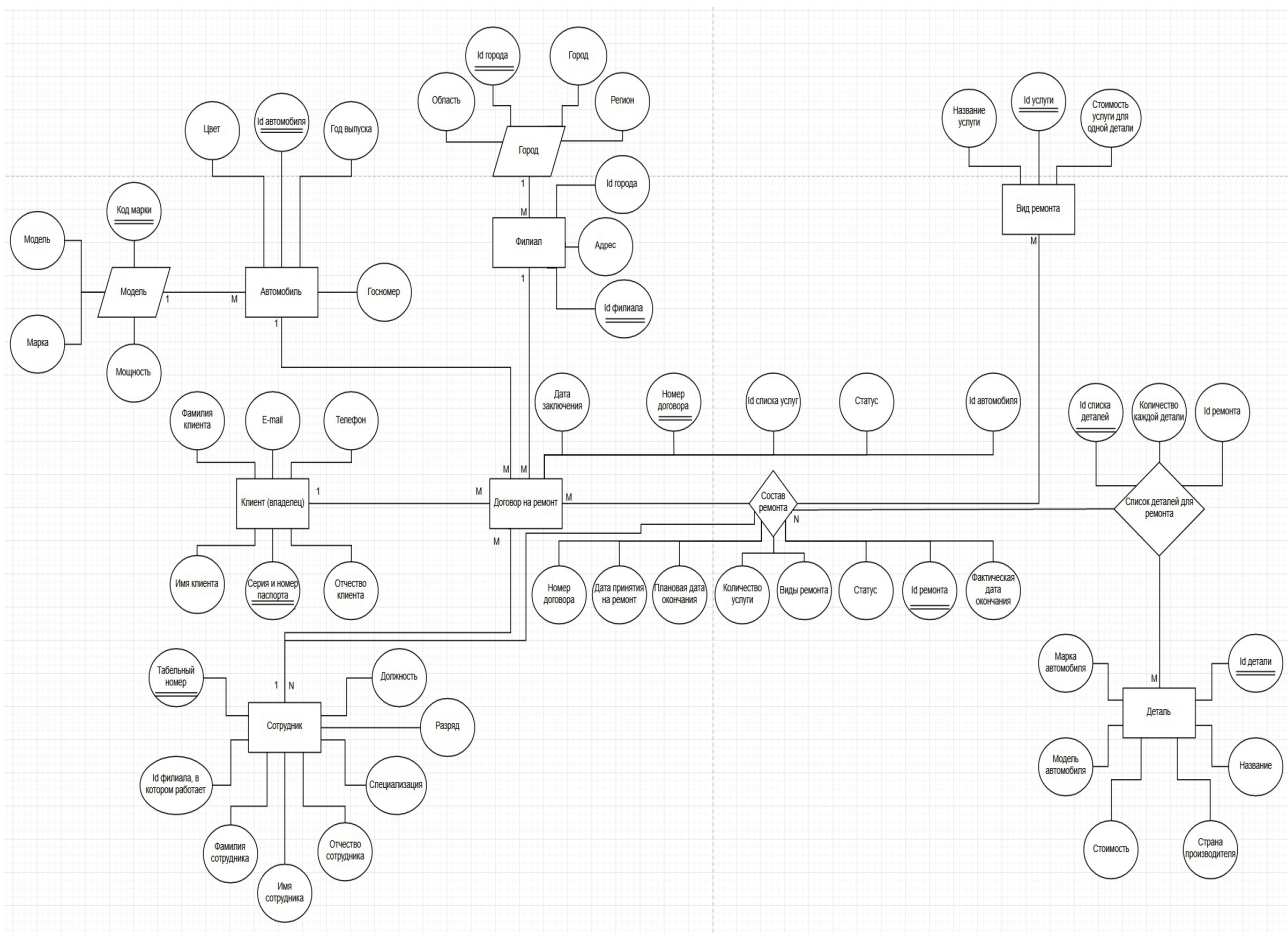 Id города
Город
Область
Регион
Город
1
Id города
М
Филиал
Адрес
1
Id филиала
Цвет
Id автомобиля
Год выпуска
Код марки
Модель
Модель
1
М
Автомобиль
Госномер
1
Марка
Мощность
Название
услуги
Id услуги
Стоимость
услуги для
одной детали
Вид ремонта
М
Фамилия
клиента
E-mail
Телефон
Дата
заключения
Номер
договора
Id списка услуг
Статус
Id автомобиля
Id списка
деталей
Количество
каждой детали
Id ремонта
М
М
Клиент (владелец)
1
М
Договор на ремонт
М
Состав
ремонта
N
Список деталей для
ремонта
М
Имя клиента
Серия и номер
паспорта
Отчество
клиента
Номер
договора
Дата принятия
на ремонт
Плановая дата
окончания
Количество
услуги
Виды ремонта
Статус
Id ремонта
Фактическая
дата
окончания
Табельный
номер
1
N
Должность
Сотрудник
Разряд
Id филиала, в
котором работает
Специализация
Фамилия
сотрудника
Имя
сотрудника
Отчество
сотрудника
Марка
автомобиля
М
Id детали
Деталь
Модель
автомобиля
Название
Стоимость
Страна
производителя